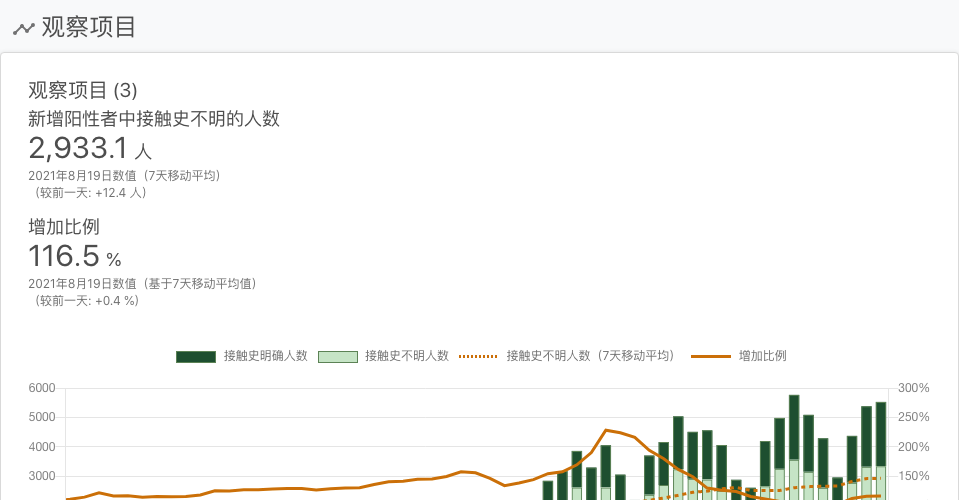 观察项目
观察项目 (3)
新增阳性者中接触史不明的人数
2,933.1 人
2021年8月19日数值（7天移动平均）
（较前一天: +12.4 人）
增加比例
116.5 %
2021年8月19日数值（基于7天移动平均值）
（较前一天: +0.4 %）
接触史明确人数 接触史不明人数 接触史不明人数（7天移动平均） 增加比例
6000 300%
5000 250%
4000 200%
3000 150%